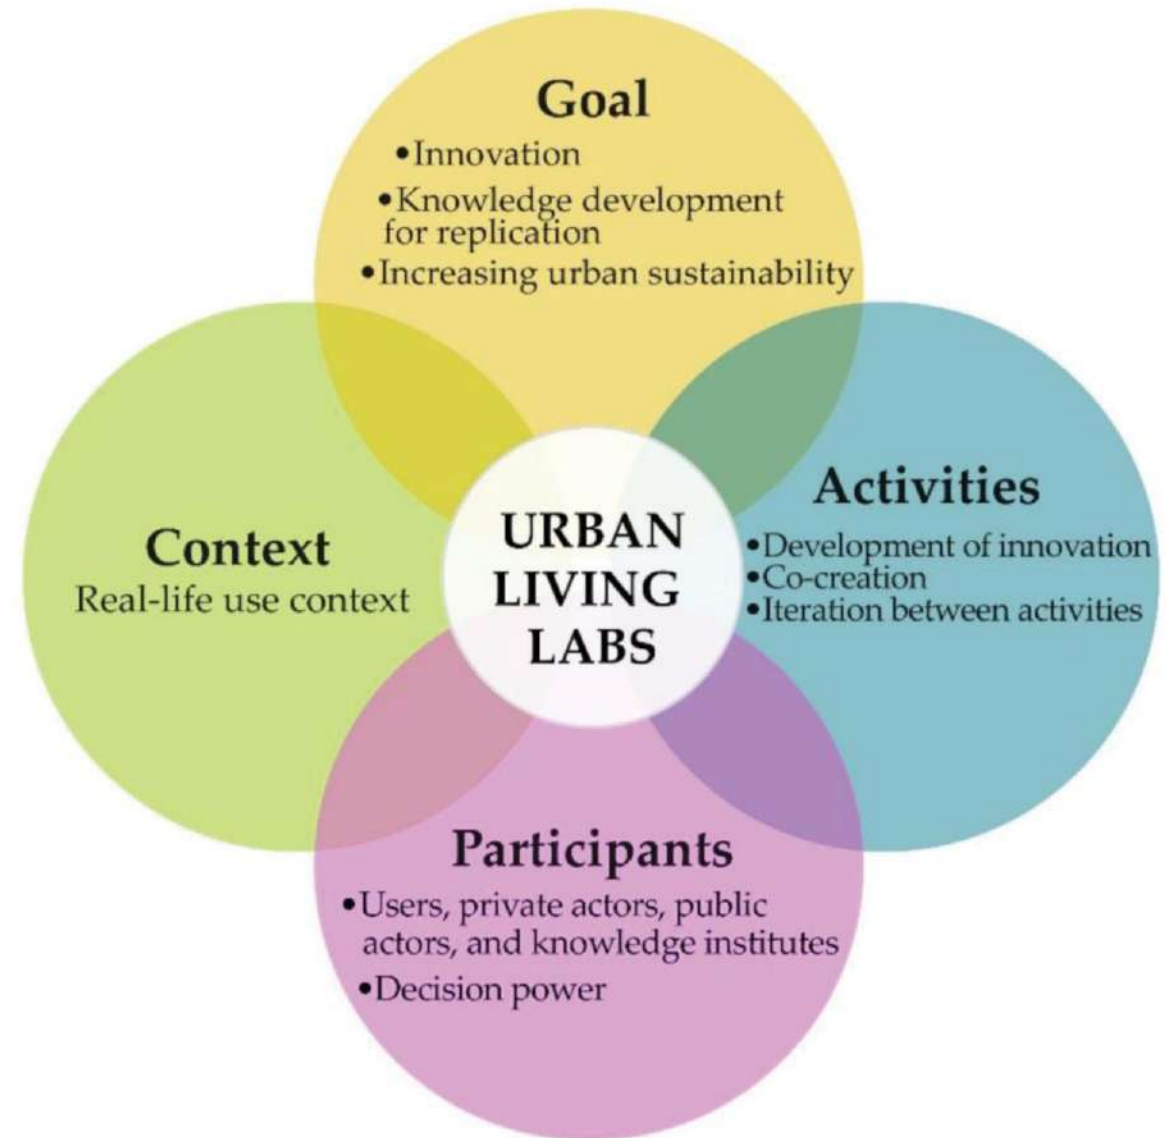 Goal
•Innovation
•Knowledge development
for replication
•Increasing urban sustainability
Context
Real-life use context
URBAN
LIVING
LABS
Activities
•Development of innovation
•Co-creation
•Iteration between activities
Participants
•Users, private actors, public
actors, and knowledge institutes
•Decision power